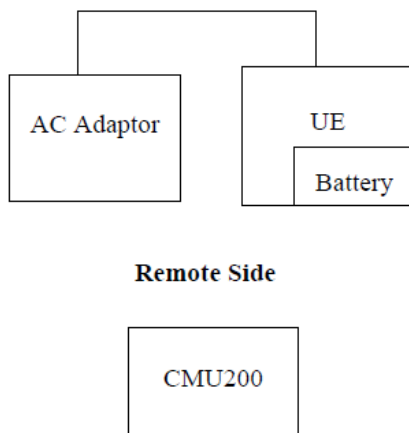 AC Adaptor
UE
Battery
Remote Side
CMU200